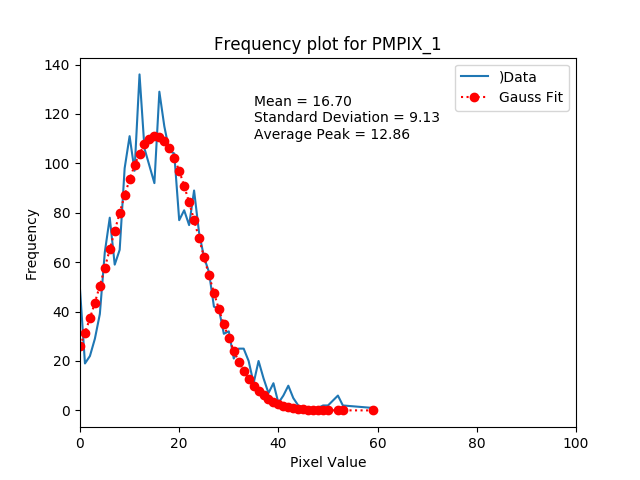 Frequency plot for PMPIX_1
)Data
Gauss Fit
Mean = 16.70
Standard Deviation = 9.13
Average Peak = 12.86
Frequency
140
120
100
80
60
40
20
0
0 20 40 60 80 100
Pixel Value